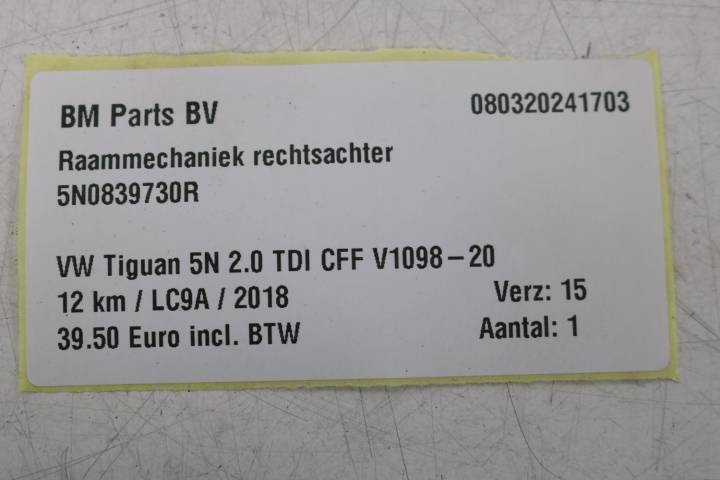 BM Parts BV 080320241703
Raammechaniek rechtsachter
5N0839730R
VW Tiguan 5N 2.0 TDI CFF V1098-20
12 km / LC9A / 2018 Verz: 15
39.50 Euro incl. BTW Aantal: 1